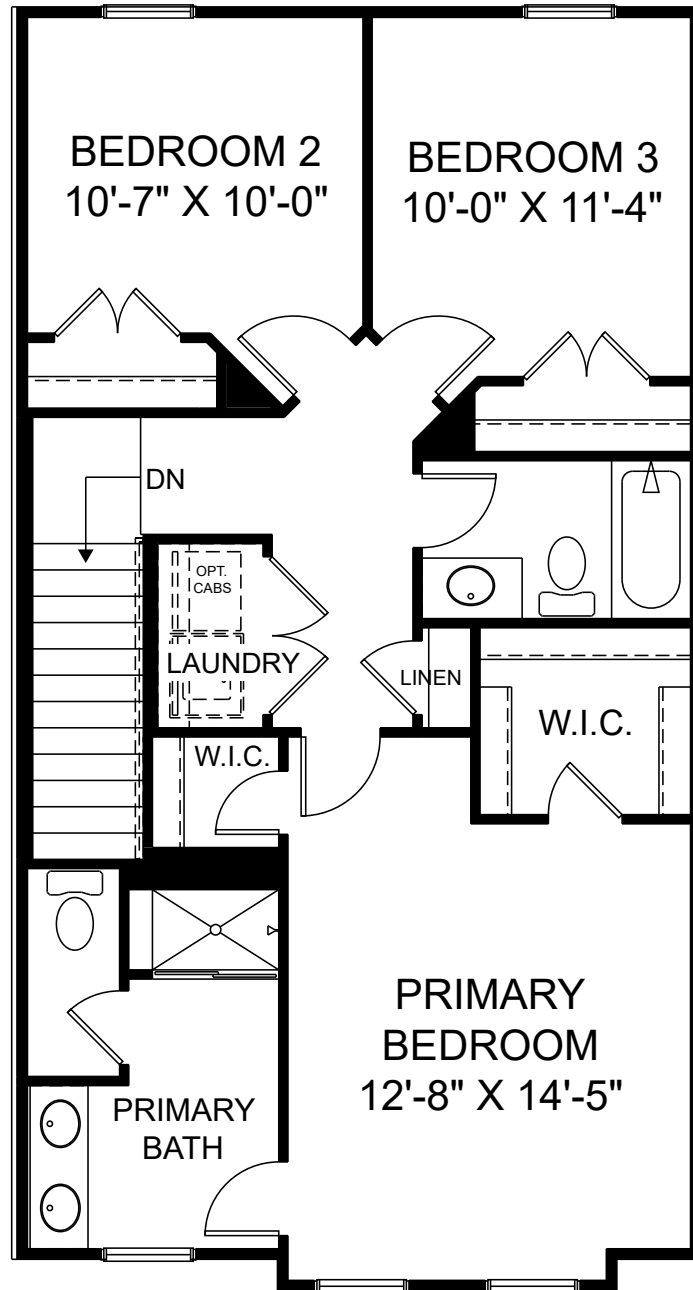 BEDROOM 2
10'-7" X 10'-0"
BEDROOM 3
10'-0" X 11'-4"
DN
OPT.
CABS
LAUNDRY
LINEN
W.I.C.
W.I.C.
PRIMARY
BEDROOM
12'-8" X 14'-5"
PRIMARY
BATH